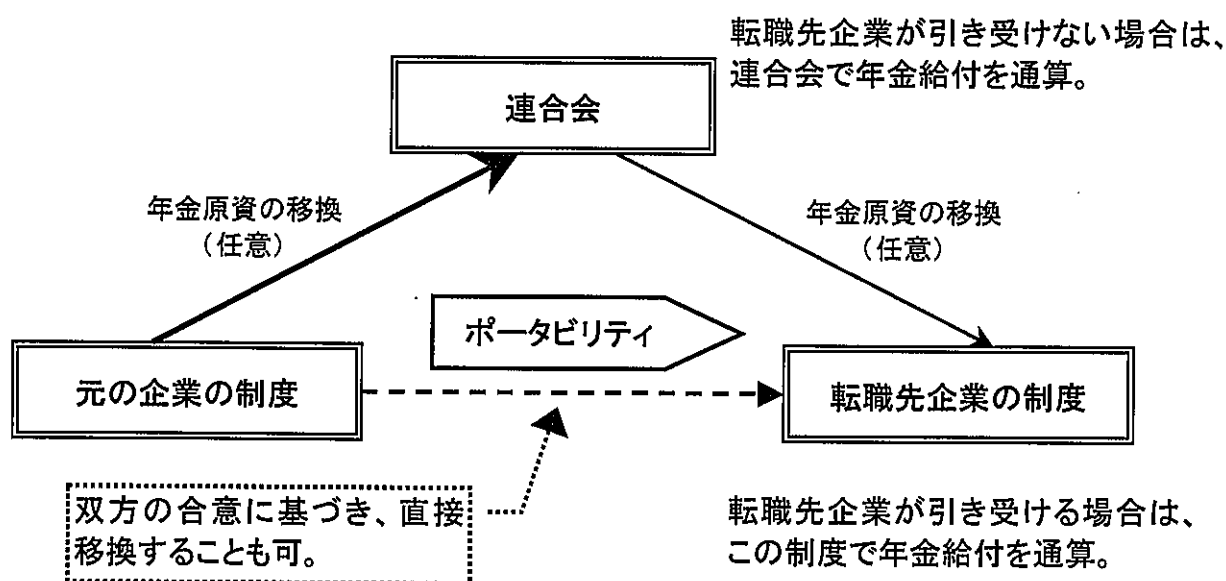 転職先企業が引き受けない場合は、
連合会で年金給付を通算。
連合会
年金原資の移換
（任意）
年金原資の移換
（任意）
ポータビリティ
元の企業の制度
転職先企業の制度
双方の合意に基づき、直接
移換することも可。
転職先企業が引き受ける場合は、
この制度で年金給付を通算。